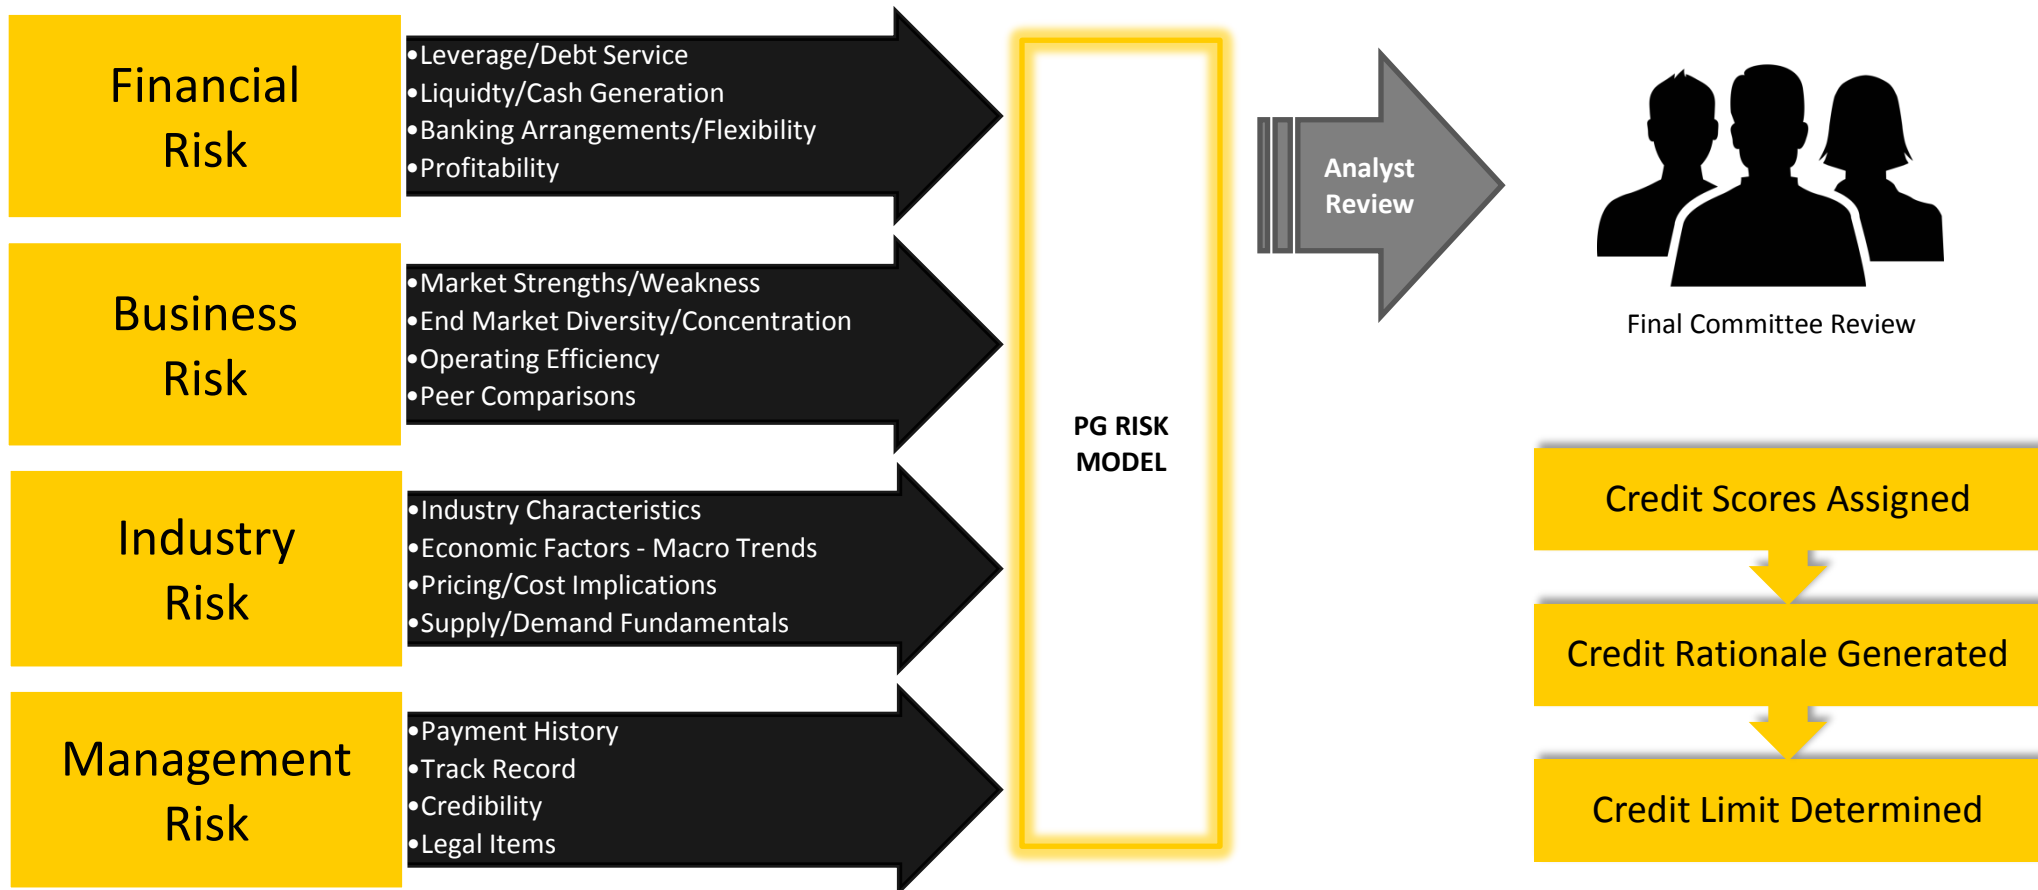 Financial
Risk
•Leverage/Debt Service
•Liquidty/Cash Generation
•Banking Arrangements/Flexibility
•Profitability
Business
Risk
•Market Strengths/Weakness
•End Market Diversity/Concentration
•Operating Efficiency
•Peer Comparisons
Industry
Risk
•Industry Characteristics
•Economic Factors - Macro Trends
•Pricing/Cost Implications
•Supply/Demand Fundamentals
Management
Risk
•Payment History
•Track Record
•Credibility
•Legal Items
PG RISK
MODEL
Analyst
Review
Final Committee Review
Credit Scores Assigned
Credit Rationale Generated
Credit Limit Determined